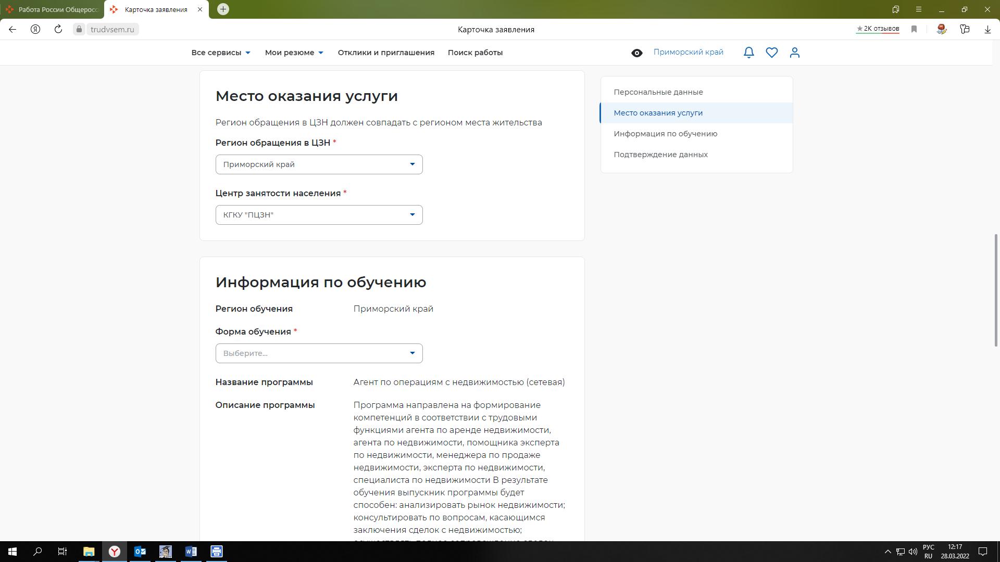 Работа России Общеросс
Карточка заявления
trudvsem.ru
Карточка заявления
2К отзывов
Все сервисы
Мои резюме
Отклики и приглашения
Поиск работы
Приморский край
Место оказания услуги
Регион обращения в ЦЗН должен совпадать с регионом места жительства
Регион обращения в ЦЗН *
Приморский край
Центр занятости населения *
КГКУ "ПЦЗН"
Персональные данные
Место оказания услуги
Информация по обучению
Подтверждение данных
Информация по обучению
Регион обучения
Приморский край
Форма обучения *
Выберите...
Название программы
Агент по операциям с недвижимостью (сетевая)
Описание программы
Программа направлена на формирование
компетенций в соответствии с трудовыми
функциями агента по аренде недвижимости,
агента по недвижимости, помощника эксперта
по недвижимости, менеджера по продаже
недвижимости, эксперта по недвижимости,
специалиста по недвижимости В результате
обучения выпускник программы будет
способен: анализировать рынок недвижимости;
консультировать по вопросам, касающимся
заключения сделок с недвижимостью;
РУС
RU
12:17
28.03.2022